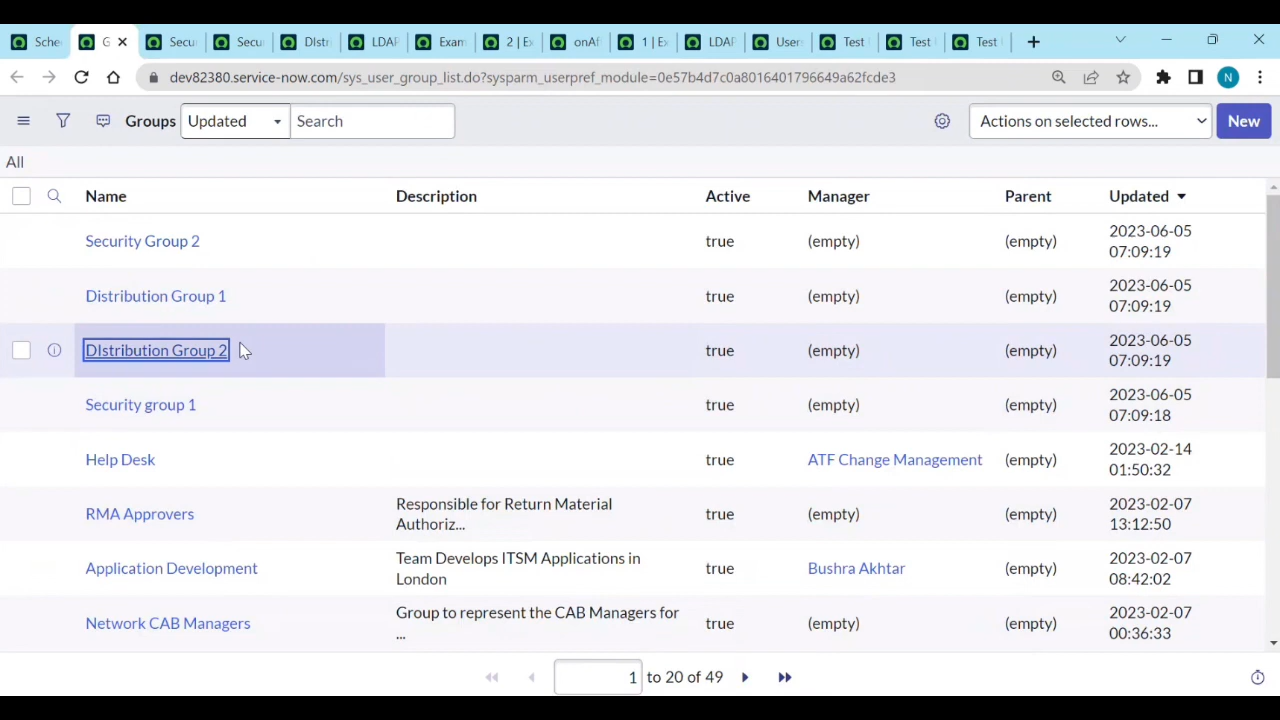 Sche
G
Secu
Secu
DIstr
LDAP
Exam
2 | Ex
onAf
1 | Ex
LDAP
Users
Test
Test
Test
dev82380.service-now.com/sys_user_group_list.do?sysparm_userpref_module=0e57b4d7c0a8016401796649a62fcde3
N
Groups Updated Search Actions on selected rows... New
All
Name Description Active Manager Parent Updated
Security Group 2 true (empty) (empty) 2023-06-05
07:09:19
Distribution Group 1 true (empty) (empty) 2023-06-05
07:09:19
DIstribution Group 2 true (empty) (empty) 2023-06-05
07:09:19
Security group 1 true (empty) (empty) 2023-06-05
07:09:18
Help Desk true ATF Change Management (empty) 2023-02-14
01:50:32
RMA Approvers Responsible for Return Material
Authoriz... true (empty) (empty) 2023-02-07
13:12:50
Application Development Team Develops ITSM Applications in
London true Bushra Akhtar (empty) 2023-02-07
08:42:02
Network CAB Managers Group to represent the CAB Managers for
... true (empty) (empty) 2023-02-07
00:36:33
1 to 20 of 49